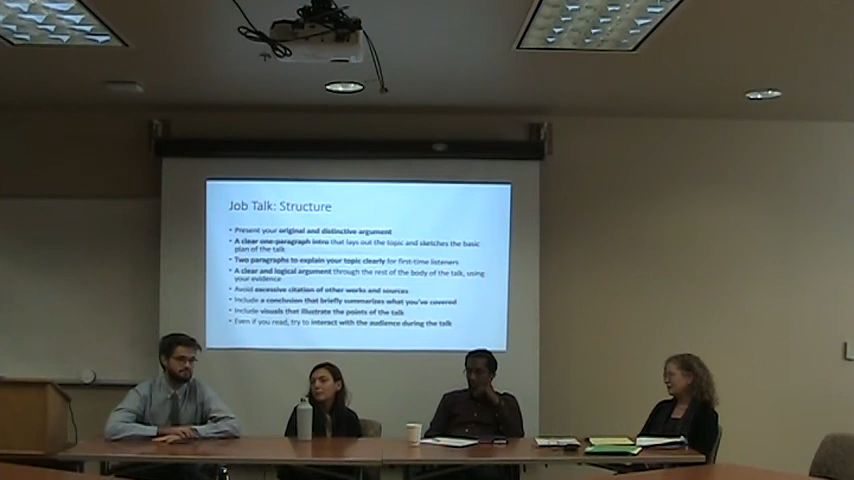 Job Talk: Structure
• Present your original and distinctive argument
• A clear one-paragraph intro that lays out the topic and sketches the basic
plan of the talk
• Two paragraphs to explain your topic clearly for first-time listeners
• A clear and logical argument through the rest of the body of the talk, using
your evidence
• Avoid excessive citation of other works and sources
• Include a conclusion that briefly summarizes what you've covered
• Include visuals that illustrate the points of the talk
• Even if you read, try to interact with the audience during the talk